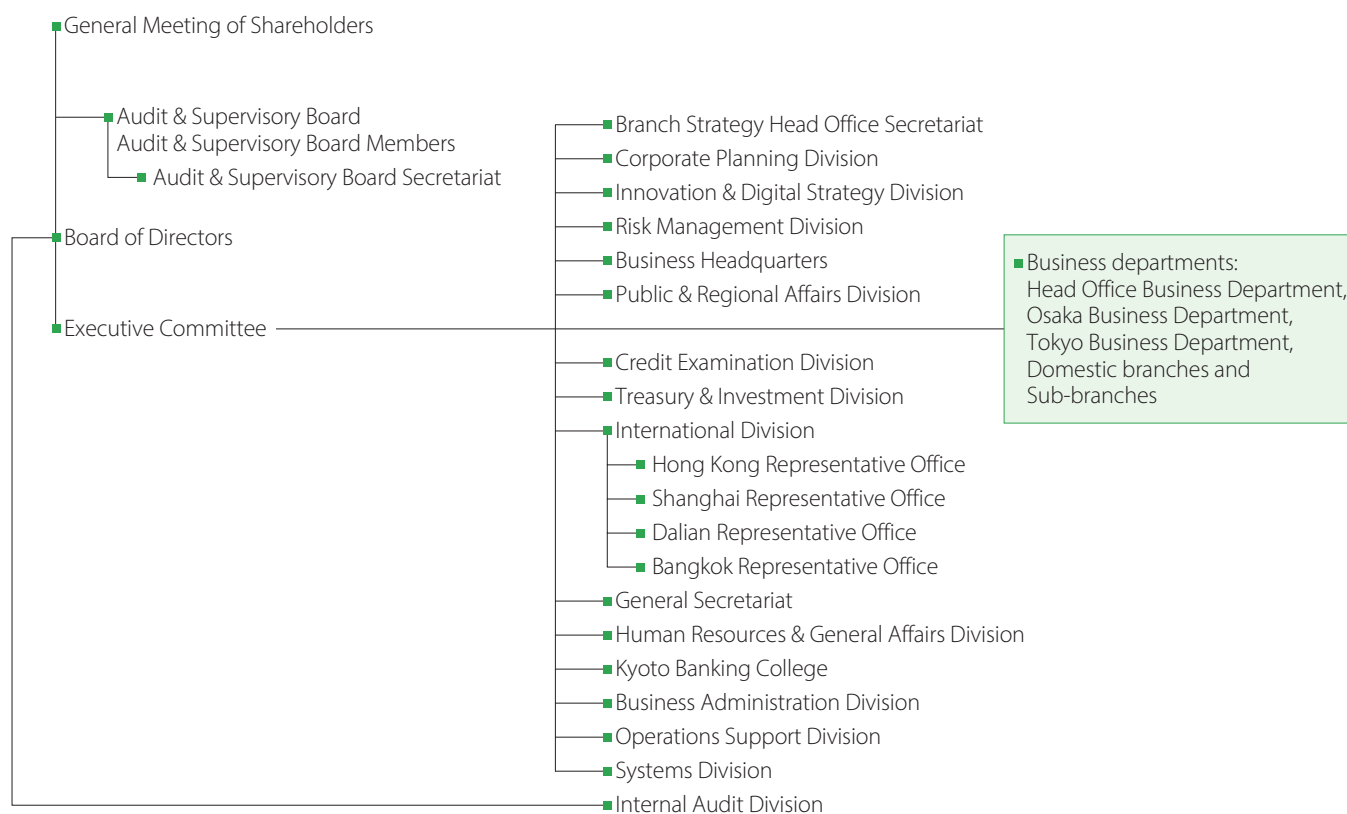 General Meeting of Shareholders
Audit & Supervisory Board
Audit & Supervisory Board Members
Audit & Supervisory Board Secretariat
Board of Directors
Executive Committee
Branch Strategy Head Office Secretariat
Corporate Planning Division
Innovation & Digital Strategy Division
Risk Management Division
Business Headquarters
Public & Regional Affairs Division
Business departments:
Head Office Business Department,
Osaka Business Department,
Tokyo Business Department,
Domestic branches and
Sub-branches
Credit Examination Division
Treasury & Investment Division
International Division
Hong Kong Representative Office
Shanghai Representative Office
Dalian Representative Office
Bangkok Representative Office
General Secretariat
Human Resources & General Affairs Division
Kyoto Banking College
Business Administration Division
Operations Support Division
Systems Division
Internal Audit Division